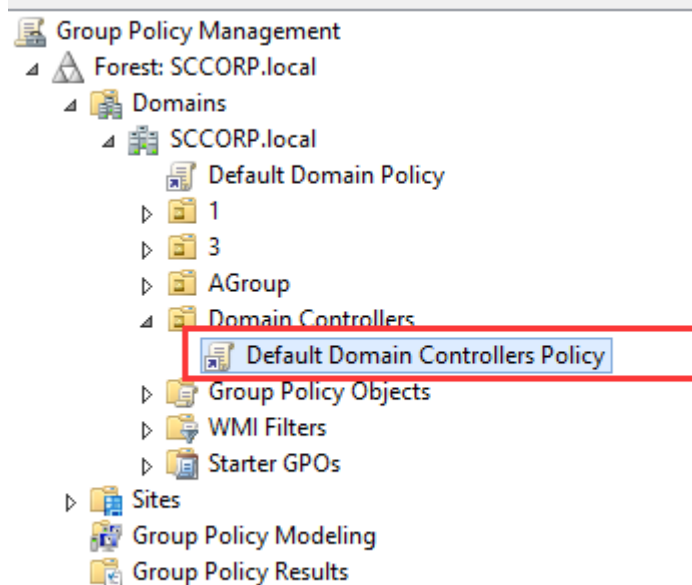 Group Policy Management
Forest: SCCORP.local
Domains
SCCORP.local
Default Domain Policy
1
3
AGroup
Domain Controllers
Default Domain Controllers Policy
Group Policy Objects
WMI Filters
Starter GPOs
Sites
Group Policy Modeling
Group Policy Results